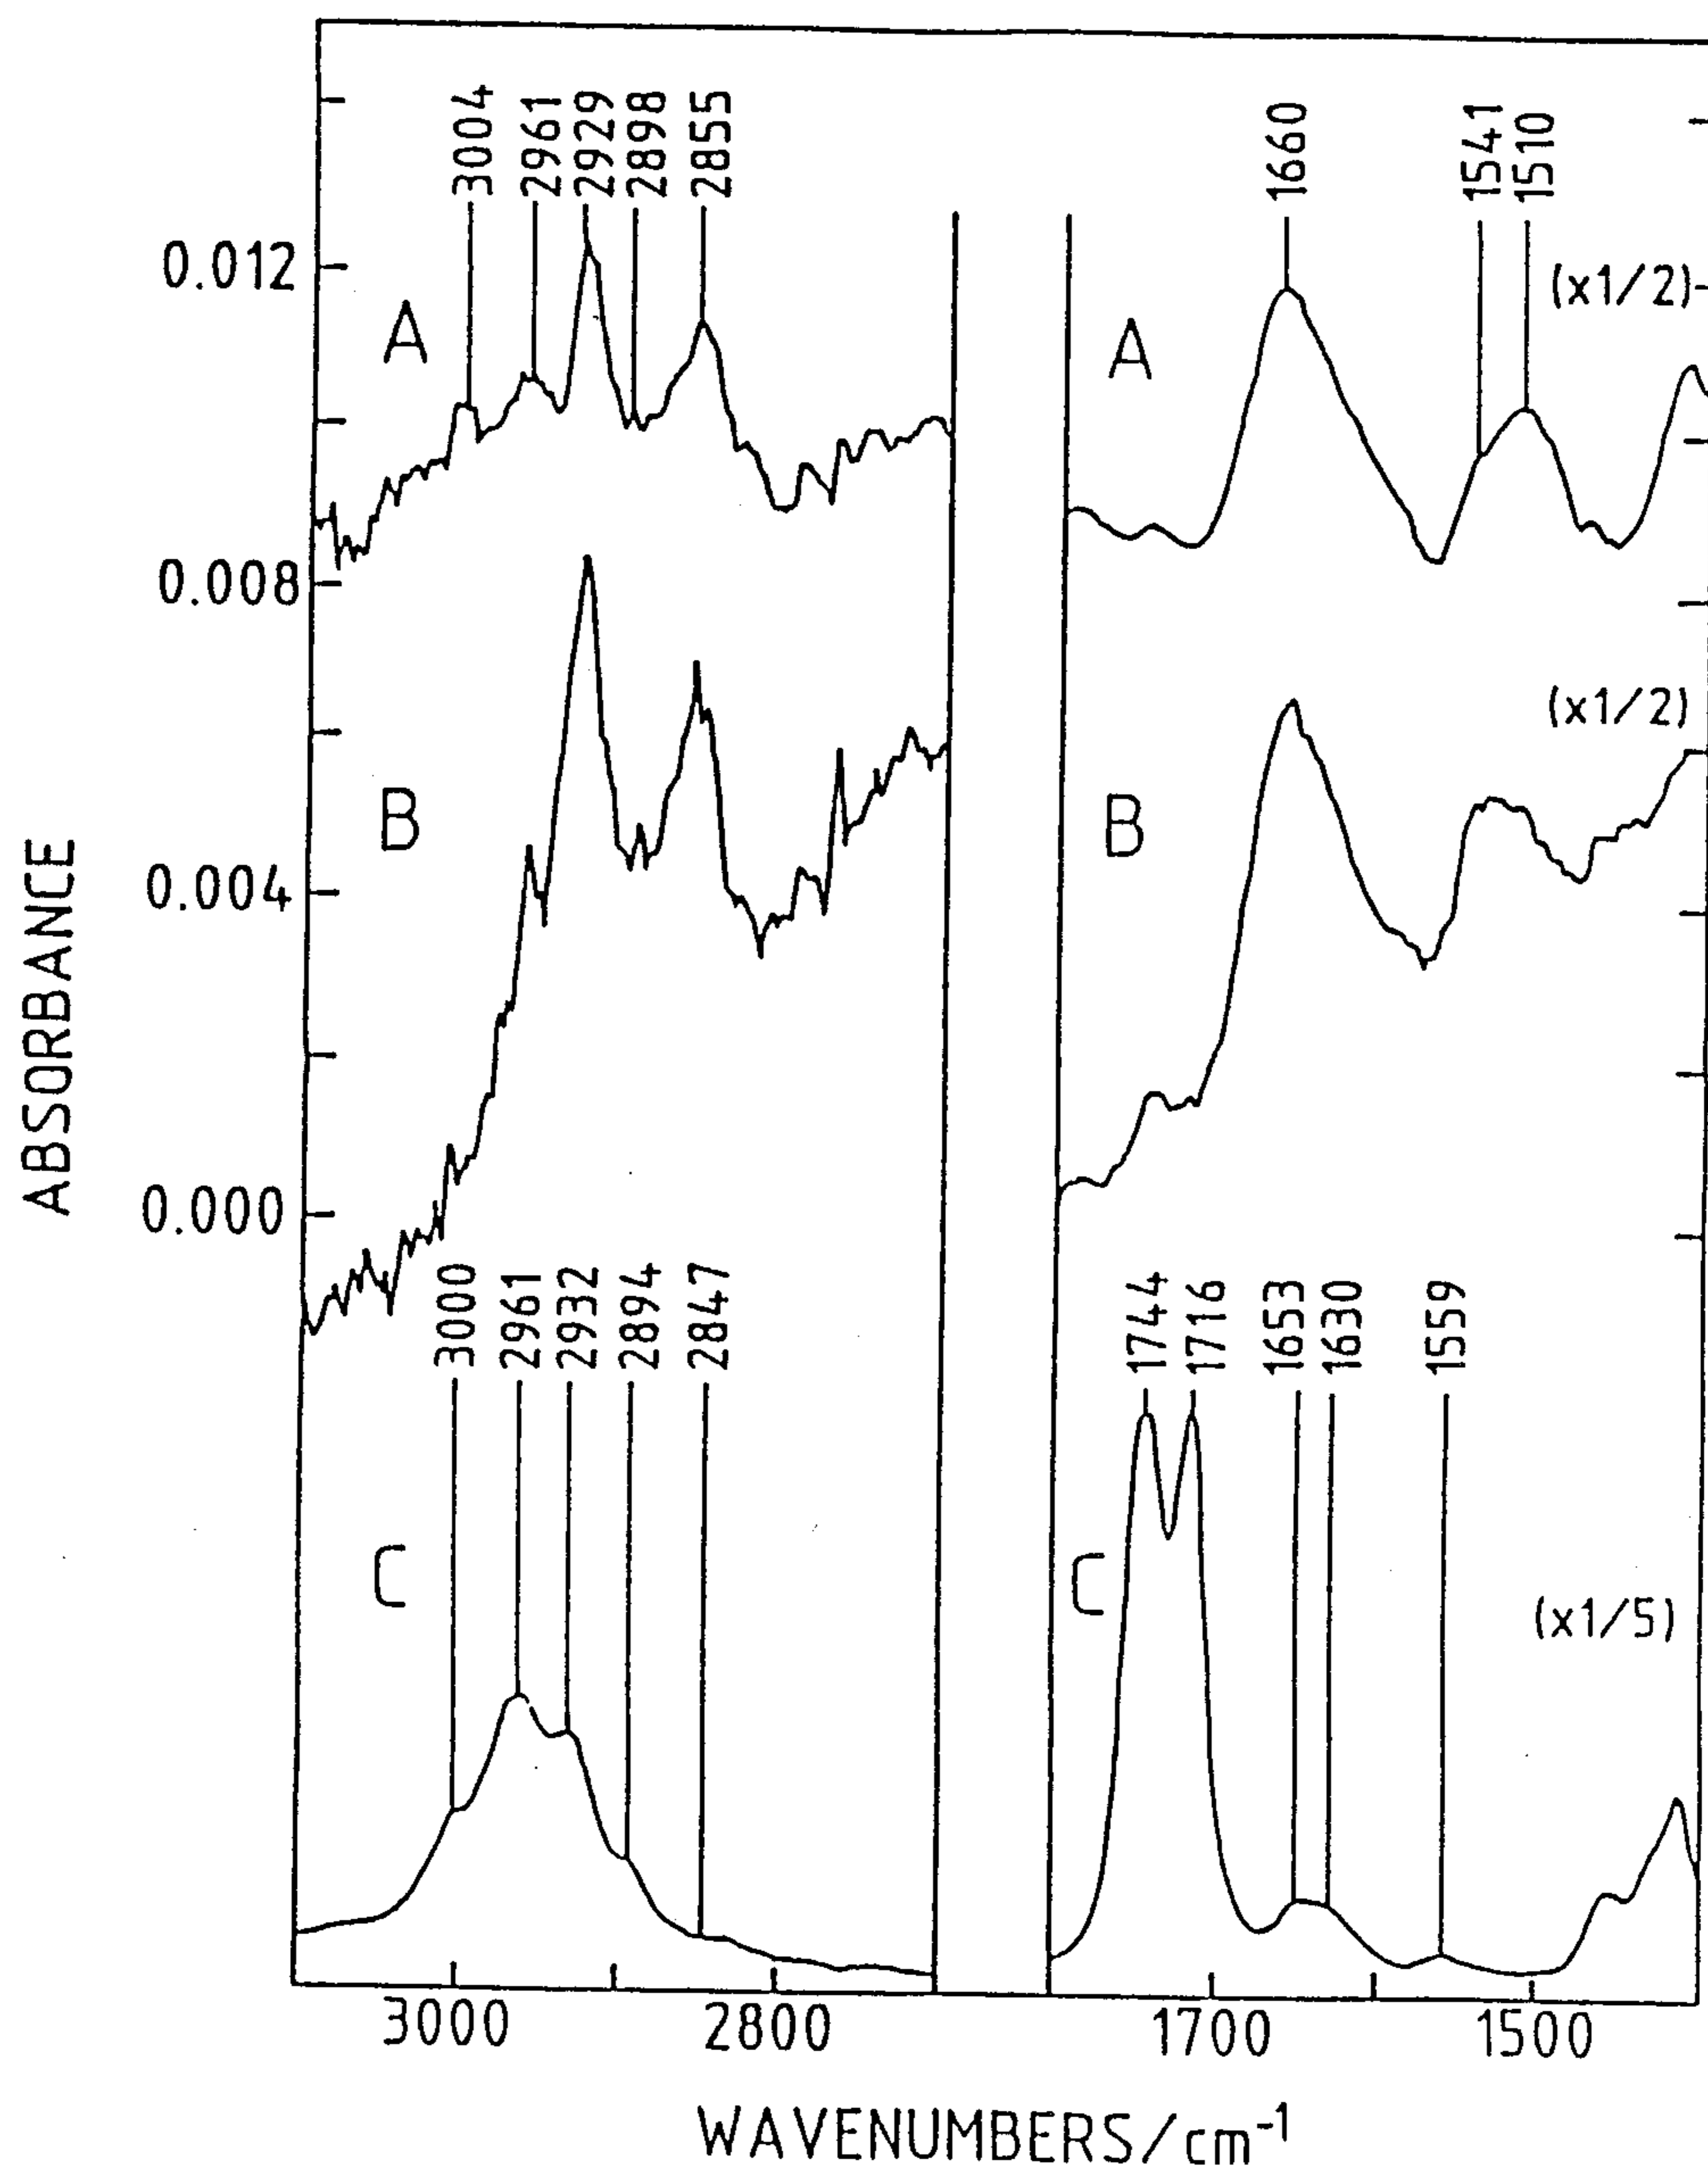 3004
2961
2929
2898
2855
1660
1541
1510
0.012
(x1/2)
A
A
0.008
(x1/2)
B
B
0.004
ABSORBANCE
0.000
3000
2961
2932
2894
2847
1744
1716
1653
1630
1559
C
C
(x1/5)
3000
2800
1700
1500
WAVENUMBERS/cm⁻¹